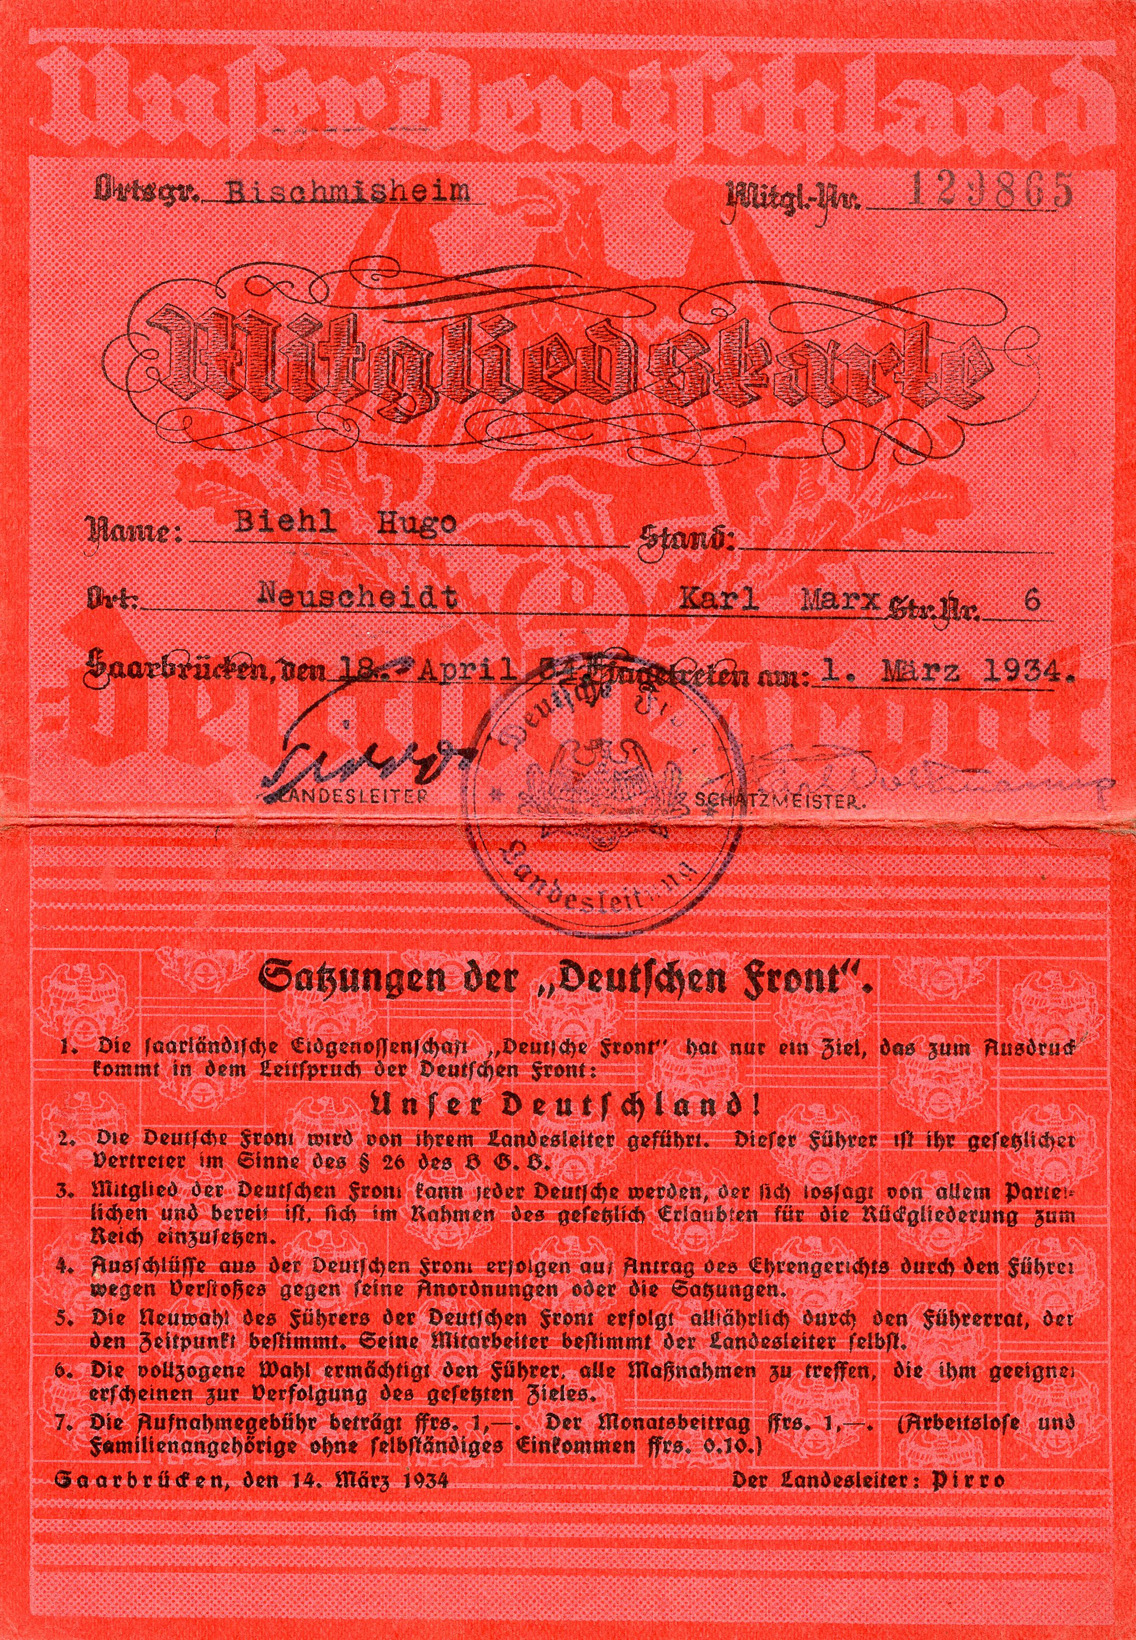 Unser Deutschland
Ortsgr. Bischmisheim Mitgl.-Nr. 129865
Mitgliedskarte
Name: Biehl Hugo Stand:
Ort: Neuscheidt Karl Marx Str. Nr. 6
Saarbrücken, den 18. April 34. Eingetreten am: 1. März 1934.
Deutsche Front
Pirro
LANDESLEITER SCHATZMEISTER.
Deutsche Front
Landesleitung
Satzungen der „Deutschen Front“.
1. Die saarländische Eidgenossenschaft „Deutsche Front“ hat nur ein Ziel, das zum Ausdruck
kommt in dem Leitspruch der Deutschen Front:
Unser Deutschland!
2. Die Deutsche Front wird von ihrem Landesleiter geführt. Dieser Führer ist ihr gesetzlicher
Vertreter im Sinne des § 26 des B G. B.
3. Mitglied der Deutschen Front kann jeder Deutsche werden, der sich lossagt von allem Partei-
lichen und bereit ist, sich im Rahmen des gesetzlich Erlaubten für die Rückgliederung zum
Reich einzusetzen.
4. Ausschlüsse aus der Deutschen Front erfolgen auf Antrag des Ehrengerichts durch den Führer
wegen Verstoßes gegen seine Anordnungen oder die Satzungen.
5. Die Neuwahl des Führers der Deutschen Front erfolgt alljährlich durch den Führerrat, der
den Zeitpunkt bestimmt. Seine Mitarbeiter bestimmt der Landesleiter selbst.
6. Die vollzogene Wahl ermächtigt den Führer, alle Maßnahmen zu treffen, die ihm geeignet
erscheinen zur Verfolgung des gesetzten Zieles.
7. Die Aufnahmegebühr beträgt ffrs. 1,—. Der Monatsbeitrag ffrs. 1,—. (Arbeitslose und
Familienangehörige ohne selbständiges Einkommen ffrs. 0.10.)
Saarbrücken, den 14. März 1934 Der Landesleiter: Pirro